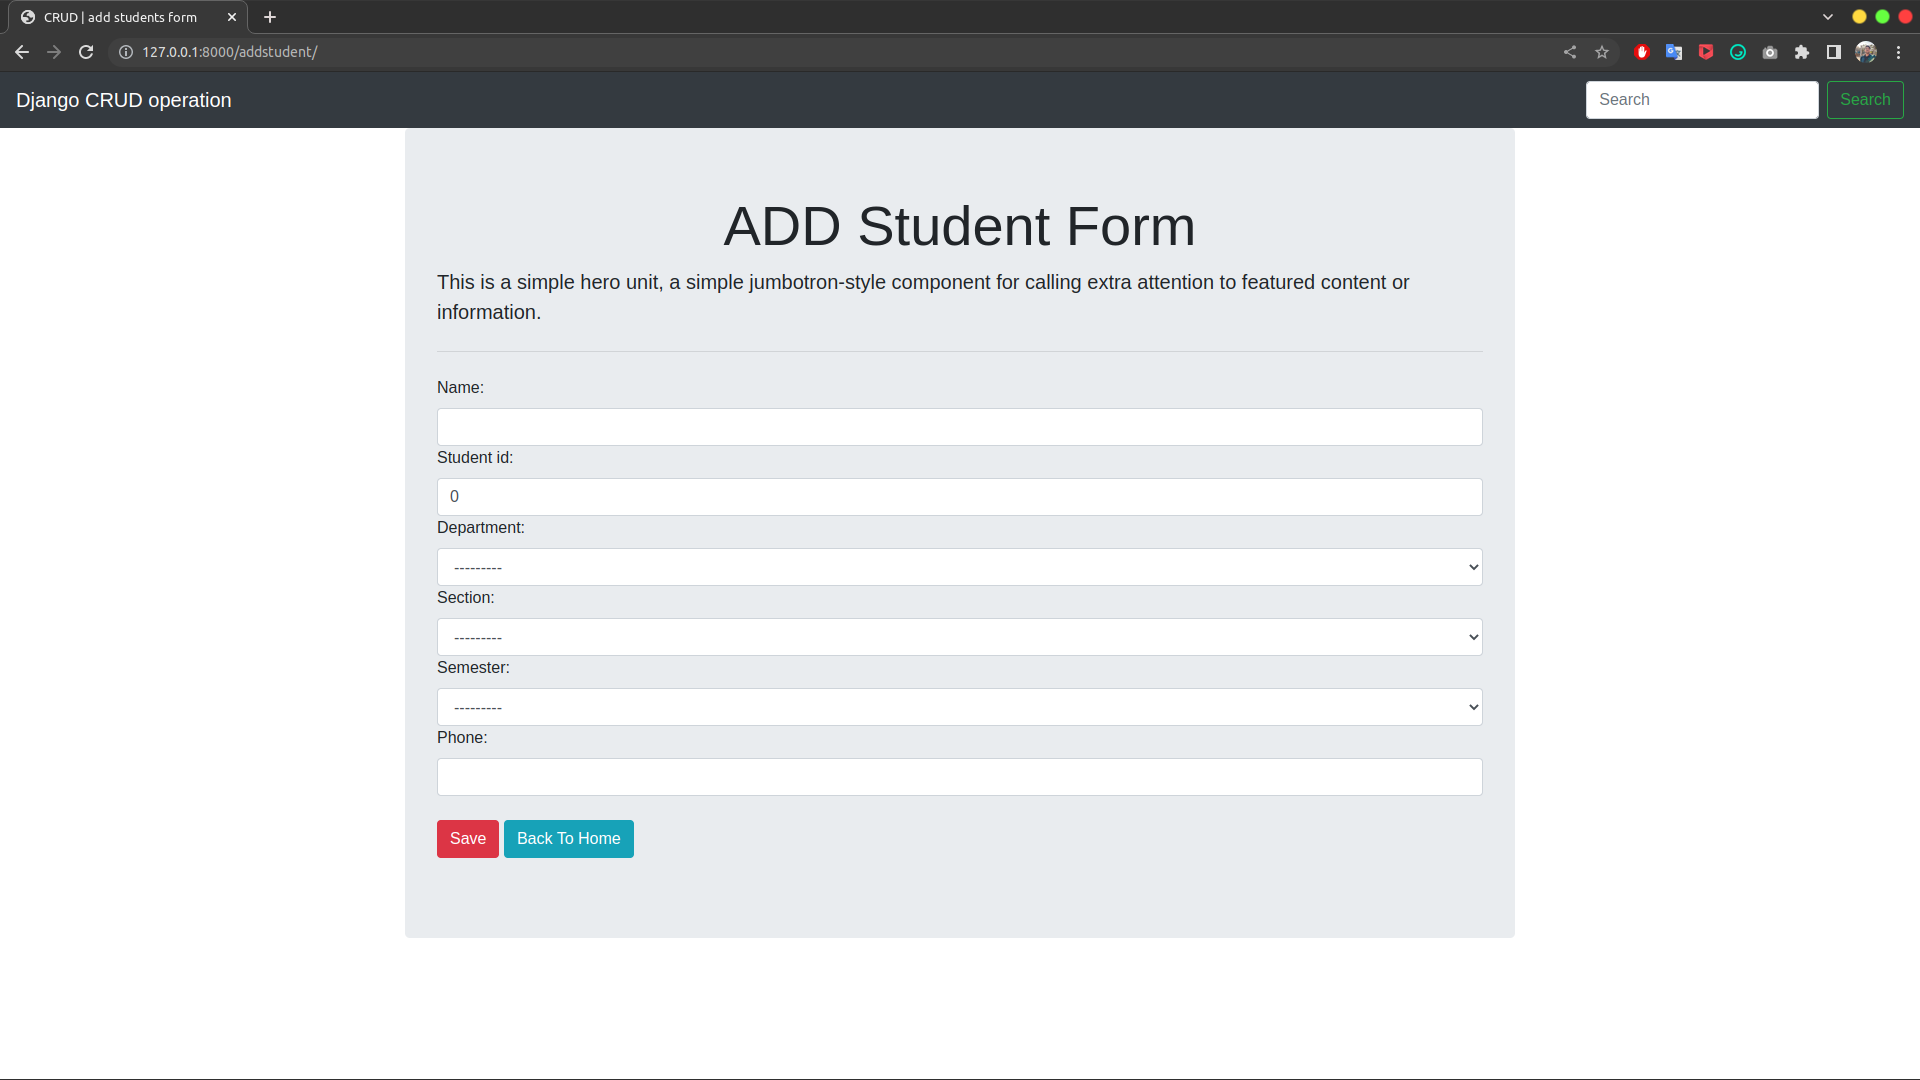 CRUD | add students form
127.0.0.1:8000/addstudent/
Django CRUD operation
Search
Search
ADD Student Form
This is a simple hero unit, a simple jumbotron-style component for calling extra attention to featured content or
information.
Name:
Student id:
0
Department:
---------
Section:
---------
Semester:
---------
Phone:
Save
Back To Home